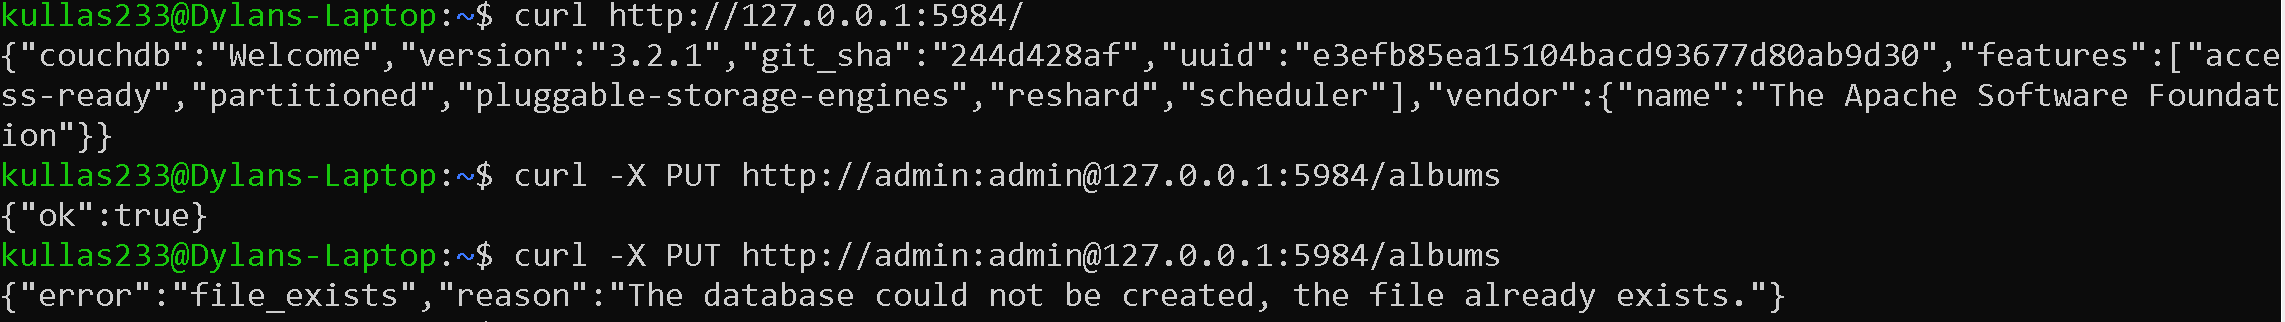 kullas233@Dylans-Laptop:~$ curl http://127.0.0.1:5984/
{"couchdb":"Welcome","version":"3.2.1","git_sha":"244d428af","uuid":"e3efb85ea15104bacd93677d80ab9d30","features":["acce
ss-ready","partitioned","pluggable-storage-engines","reshard","scheduler"],"vendor":{"name":"The Apache Software Foundat
ion"}}
kullas233@Dylans-Laptop:~$ curl -X PUT http://admin:admin@127.0.0.1:5984/albums
{"ok":true}
kullas233@Dylans-Laptop:~$ curl -X PUT http://admin:admin@127.0.0.1:5984/albums
{"error":"file_exists","reason":"The database could not be created, the file already exists."}